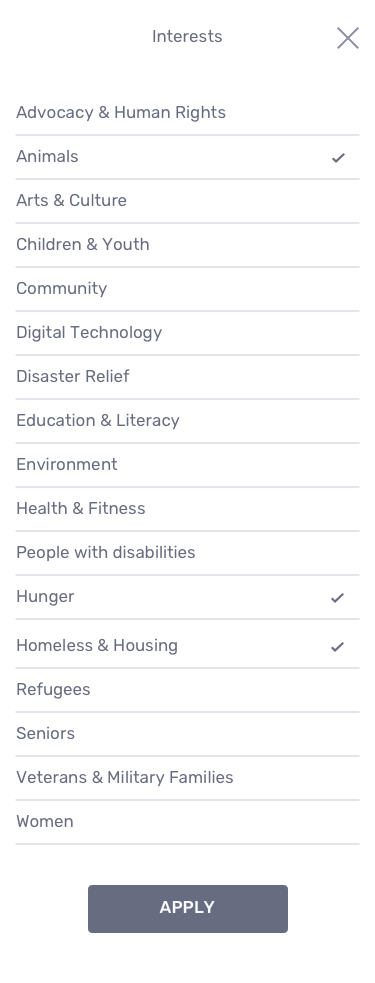 Interests
Advocacy & Human Rights
Animals
Arts & Culture
Children & Youth
Community
Digital Technology
Disaster Relief
Education & Literacy
Environment
Health & Fitness
People with disabilities
Hunger
Homeless & Housing
Refugees
Seniors
Veterans & Military Families
Women
APPLY